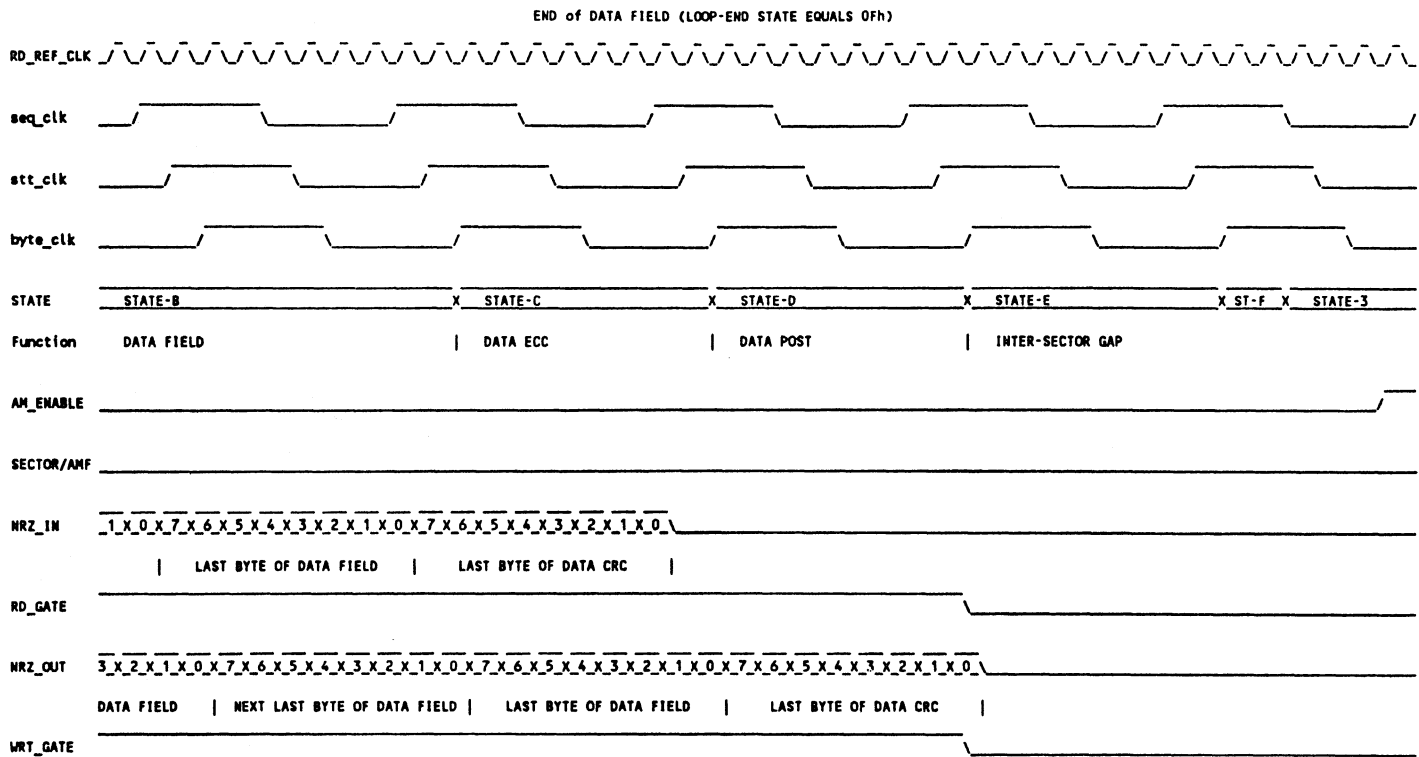 END of DATA FIELD (LOOP-END STATE EQUALS 0Fh)
RD_REF_CLK
seq_clk
stt_clk
byte_clk
STATE STATE-B X STATE-C X STATE-D X STATE-E X ST-F X STATE-3
Function DATA FIELD | DATA ECC | DATA POST | INTER-SECTOR GAP
AM_ENABLE
SECTOR/AMF
NRZ_IN 1 X 0 X 7 X 6 X 5 X 4 X 3 X 2 X 1 X 0 X 7 X 6 X 5 X 4 X 3 X 2 X 1 X 0
| LAST BYTE OF DATA FIELD | LAST BYTE OF DATA CRC |
RD_GATE
NRZ_OUT 3 X 2 X 1 X 0 X 7 X 6 X 5 X 4 X 3 X 2 X 1 X 0 X 7 X 6 X 5 X 4 X 3 X 2 X 1 X 0 X 7 X 6 X 5 X 4 X 3 X 2 X 1 X 0
DATA FIELD | NEXT LAST BYTE OF DATA FIELD | LAST BYTE OF DATA FIELD | LAST BYTE OF DATA CRC |
WRT_GATE